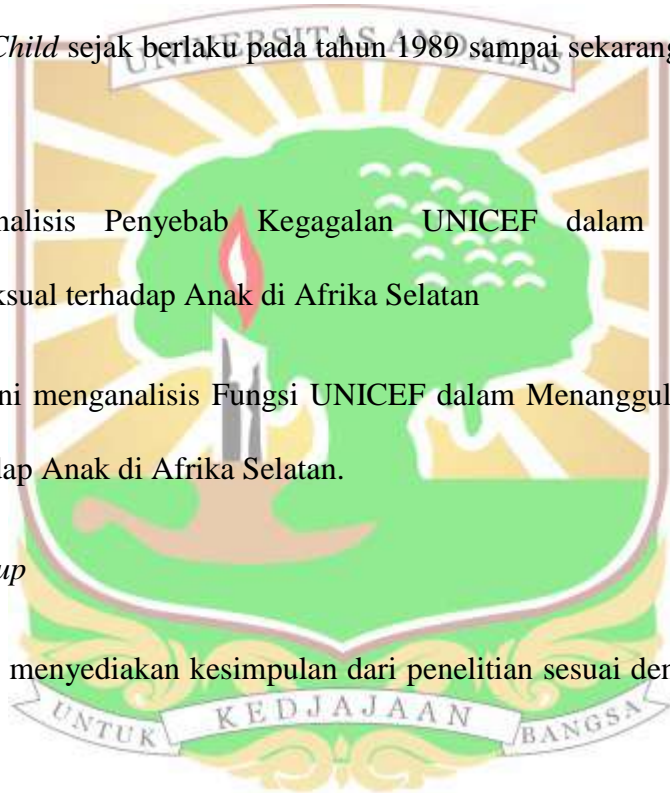 Child sejak berlaku pada tahun 1989 sampai sekarang
UNIVERSITAS ANDALAS
nalisis Penyebab Kegagalan UNICEF dalam
ksual terhadap Anak di Afrika Selatan
ni menganalisis Fungsi UNICEF dalam Menanggul
dap Anak di Afrika Selatan.
up
menyediakan kesimpulan dari penelitian sesuai den
UNTUK KEDJAJAAN BANGSA